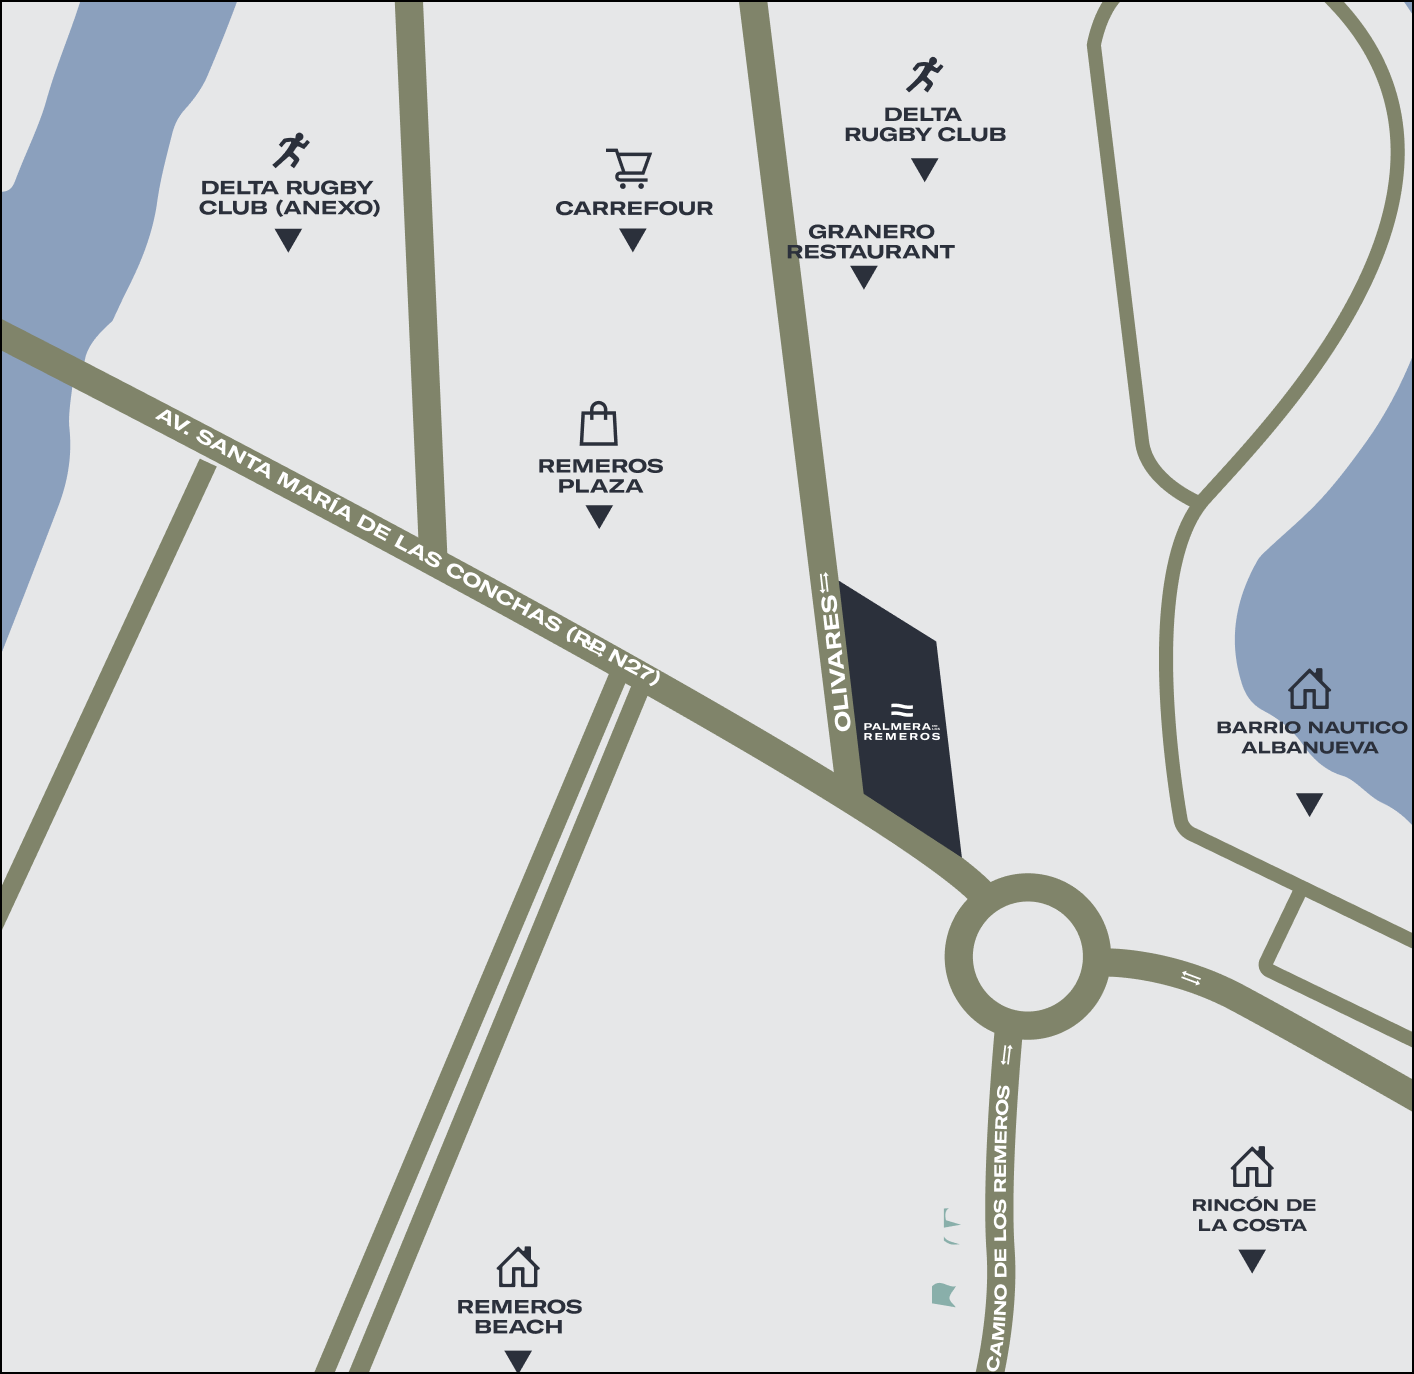 DELTA
RUGBY CLUB
DELTA RUGBY
CLUB (ANEXO)
CARREFOUR
GRANERO
RESTAURANT
AV. SANTA MARÍA DE LAS CONCHAS (RP N27)
REMEROS
PLAZA
OLIVARES
PALMERA
REMEROS
BARRIO NAUTICO
ALBANUEVA
CAMINO DE LOS REMEROS
RINCÓN DE
LA COSTA
REMEROS
BEACH